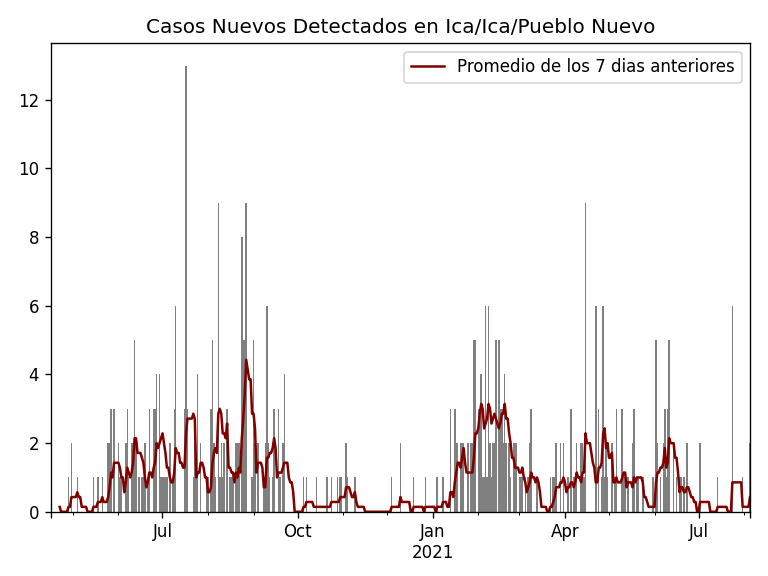 Casos Nuevos Detectados en Ica/Ica/Pueblo Nuevo
Promedio de los 7 dias anteriores
12
10
8
6
4
2
0
Jul
Oct
Jan
2021
Apr
Jul